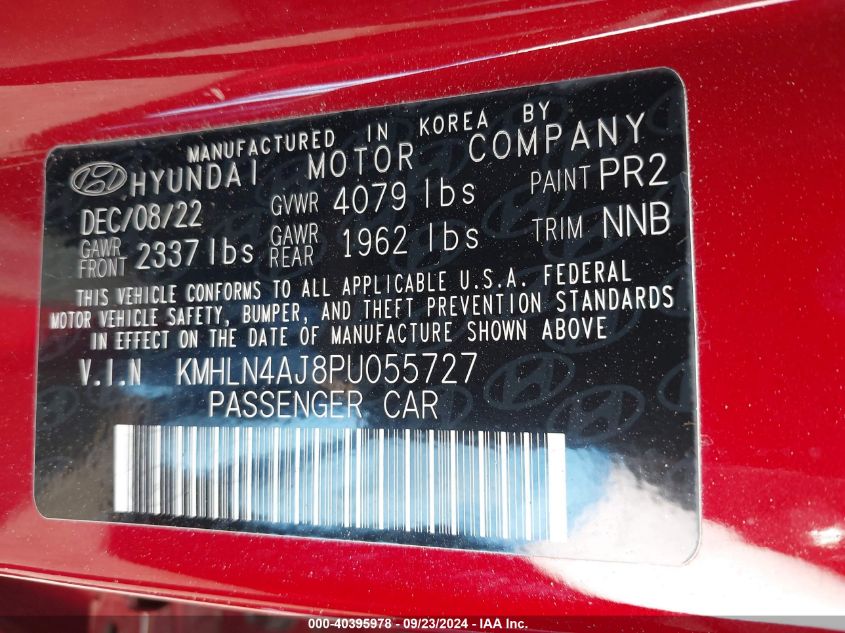 MANUFACTURED IN KOREA BY
HYUNDAI MOTOR COMPANY
DEC/08/22 GVWR 4079 lbs PAINT PR2
GAWR FRONT 2337 lbs GAWR REAR 1962 lbs TRIM NNB
THIS VEHICLE CONFORMS TO ALL APPLICABLE U.S.A. FEDERAL
MOTOR VEHICLE SAFETY, BUMPER, AND THEFT PREVENTION STANDARDS
IN EFFECT ON THE DATE OF MANUFACTURE SHOWN ABOVE
V.I.N KMHLN4AJ8PU055727
PASSENGER CAR
000-40395978 - 09/23/2024 - IAA Inc.